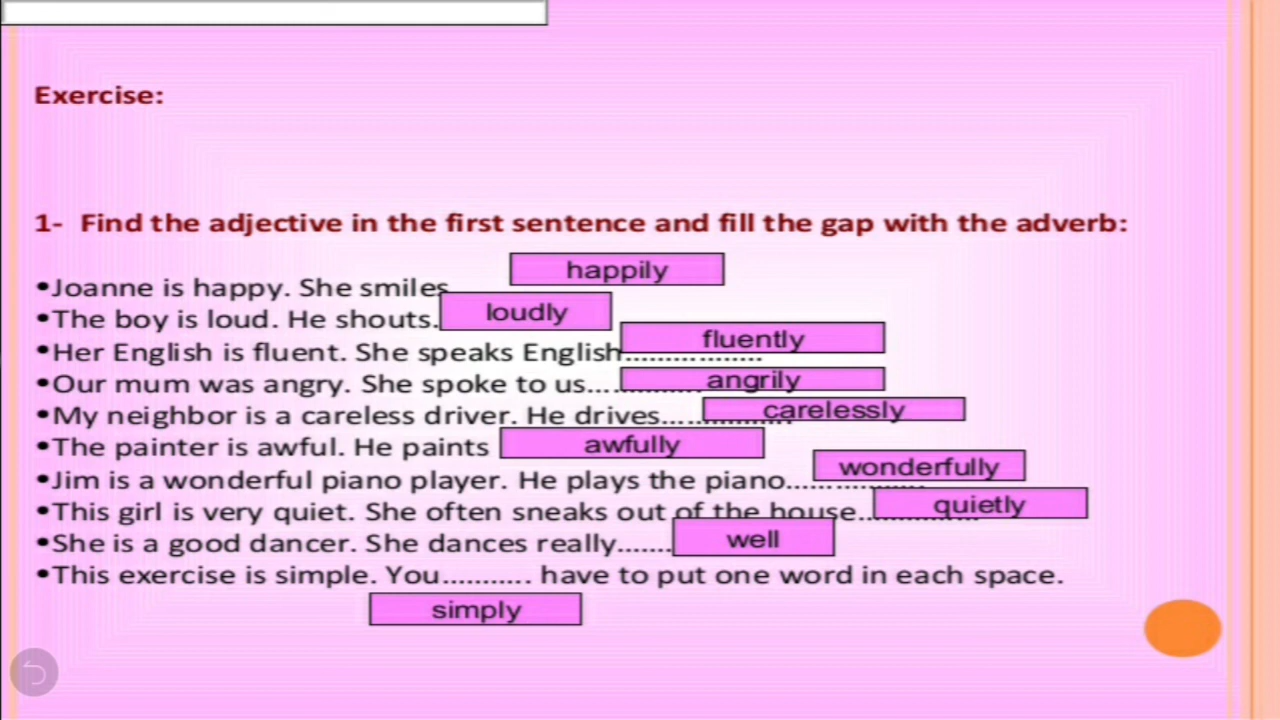 Exercise:
1- Find the adjective in the first sentence and fill the gap with the adverb:
•Joanne is happy. She smiles happily
•The boy is loud. He shouts. loudly
•Her English is fluent. She speaks English................. fluently
•Our mum was angry. She spoke to us.............. angrily
•My neighbor is a careless driver. He drives................ carelessly
•The painter is awful. He paints awfully
•Jim is a wonderful piano player. He plays the piano................. wonderfully
•This girl is very quiet. She often sneaks out of the house............... quietly
•She is a good dancer. She dances really....... well
•This exercise is simple. You........... have to put one word in each space.
simply